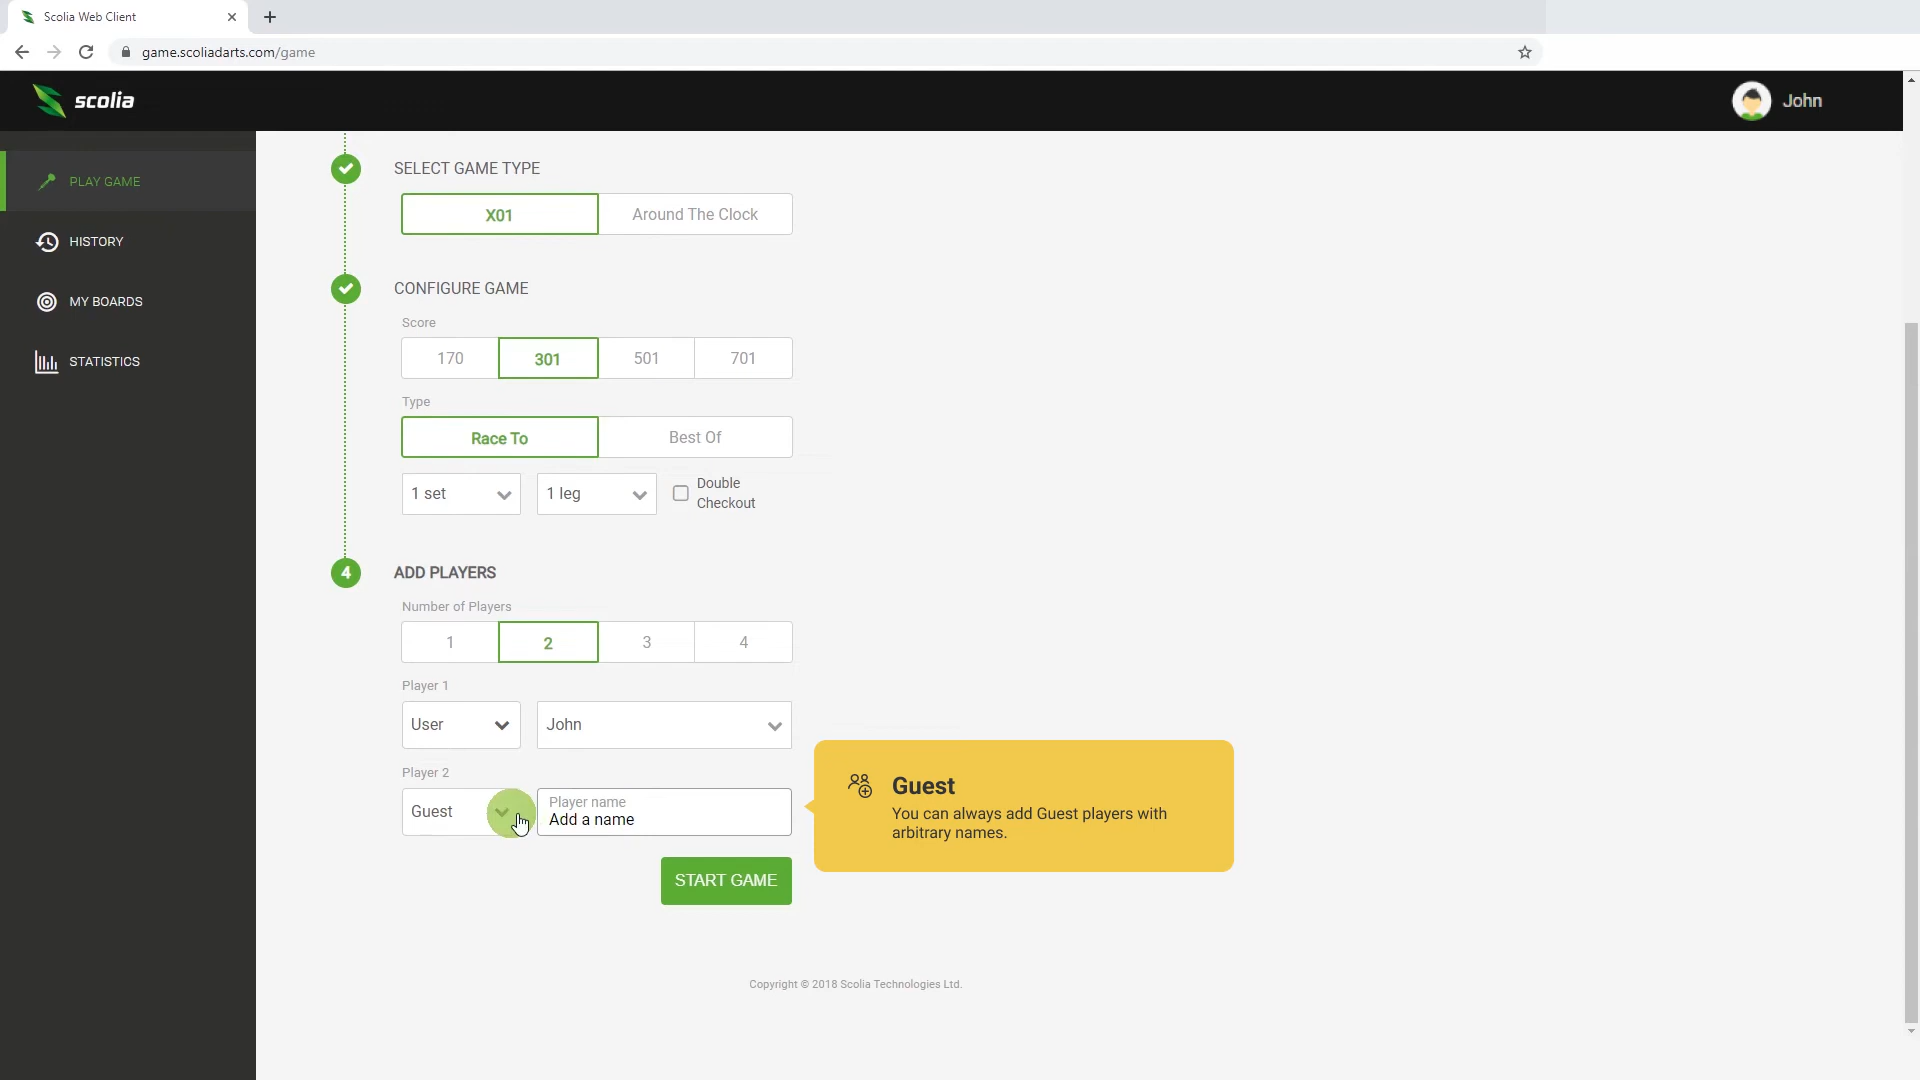 Scolia Web Client
game.scoliadarts.com/game
scolia
John
PLAY GAME
HISTORY
MY BOARDS
STATISTICS
SELECT GAME TYPE
X01
Around The Clock
CONFIGURE GAME
Score
170
301
501
701
Type
Race To
Best Of
1 set
1 leg
Double
Checkout
4
ADD PLAYERS
Number of Players
1
2
3
4
Player 1
User
John
Player 2
Guest
Player name
Add a name
Guest
You can always add Guest players with
arbitrary names.
START GAME
Copyright © 2018 Scolia Technologies Ltd.